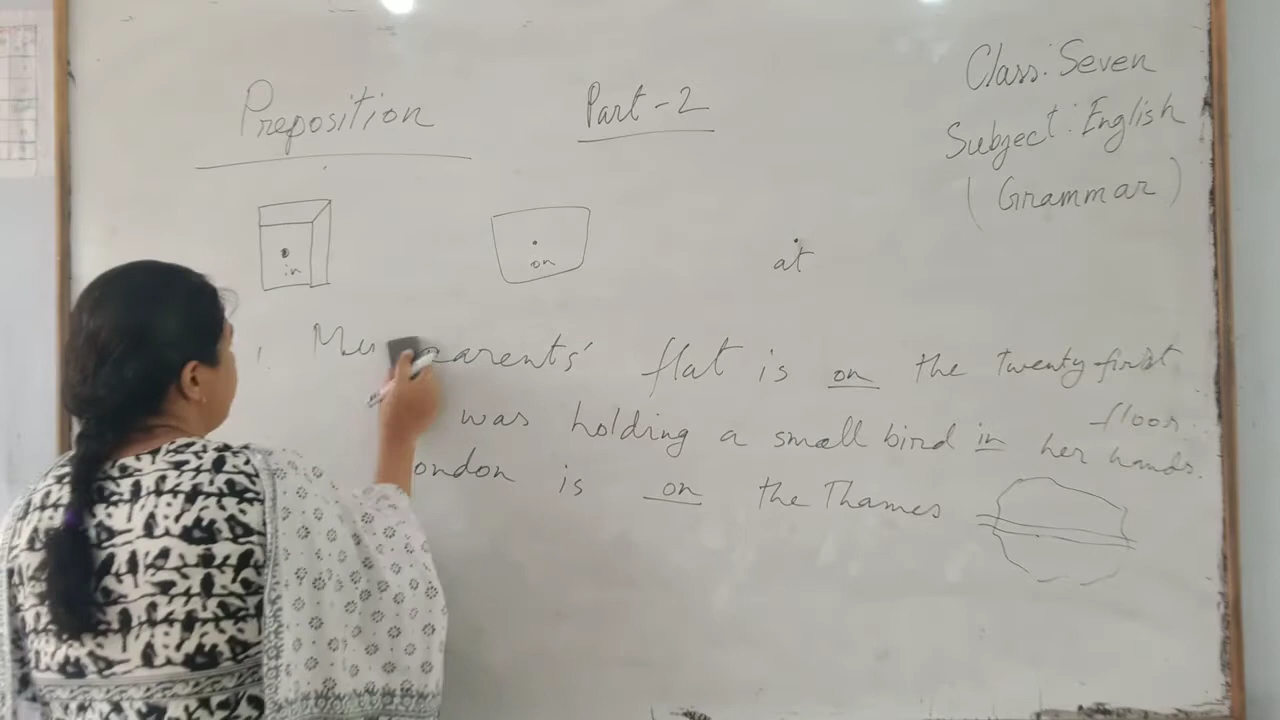 Preposition Part-2
Class: Seven
Subject: English
(Grammar)
in on at
parents' flat is on the twenty-first
floor.
was holding a small bird in her hands.
ondon is on the Thames